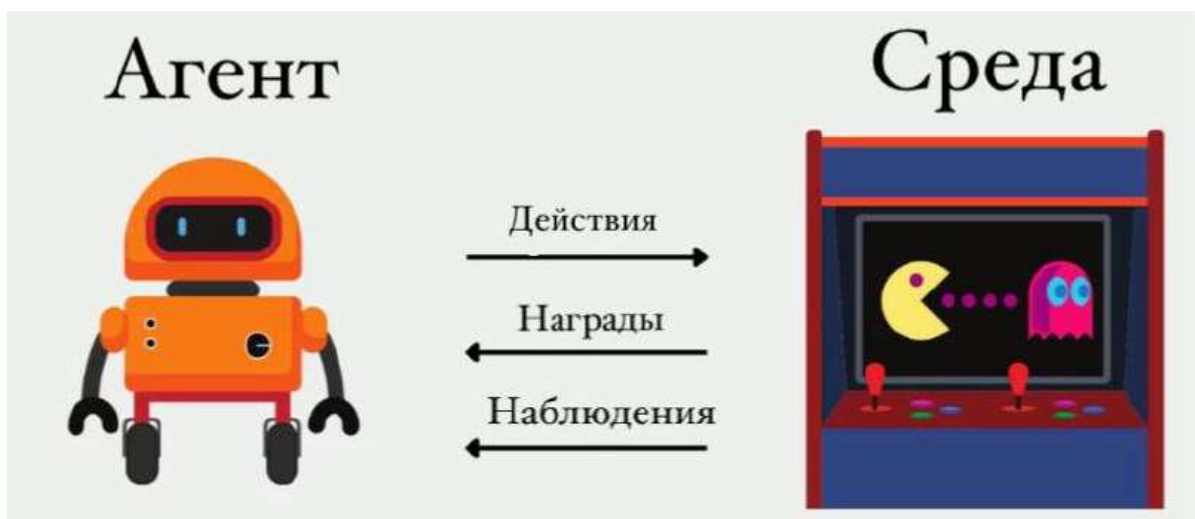 Агент
Среда
Действия
Награды
Наблюдения